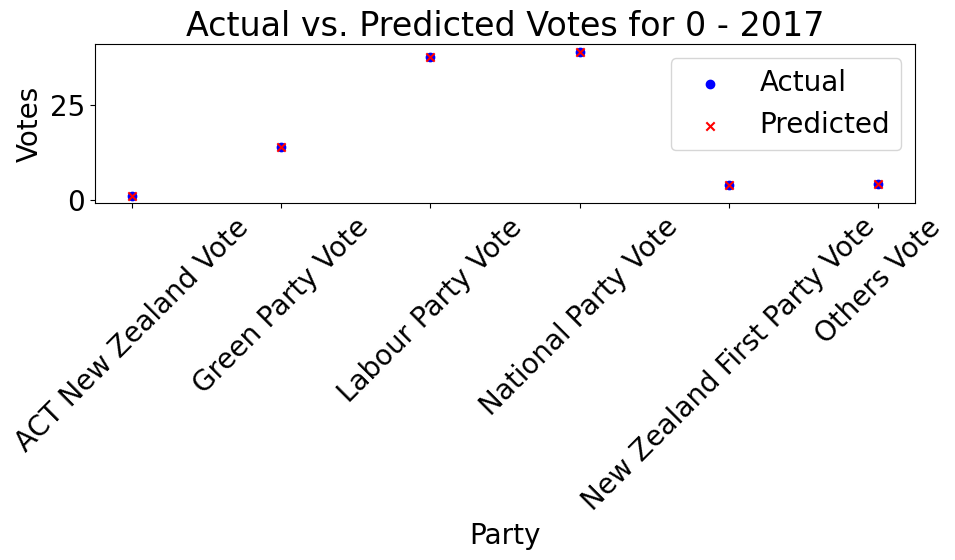 Actual vs. Predicted Votes for 0 - 2017
Votes
25
0
Actual
Predicted
ACT New Zealand Vote
Green Party Vote
Labour Party Vote
National Party Vote
New Zealand First Party Vote
Others Vote
Party